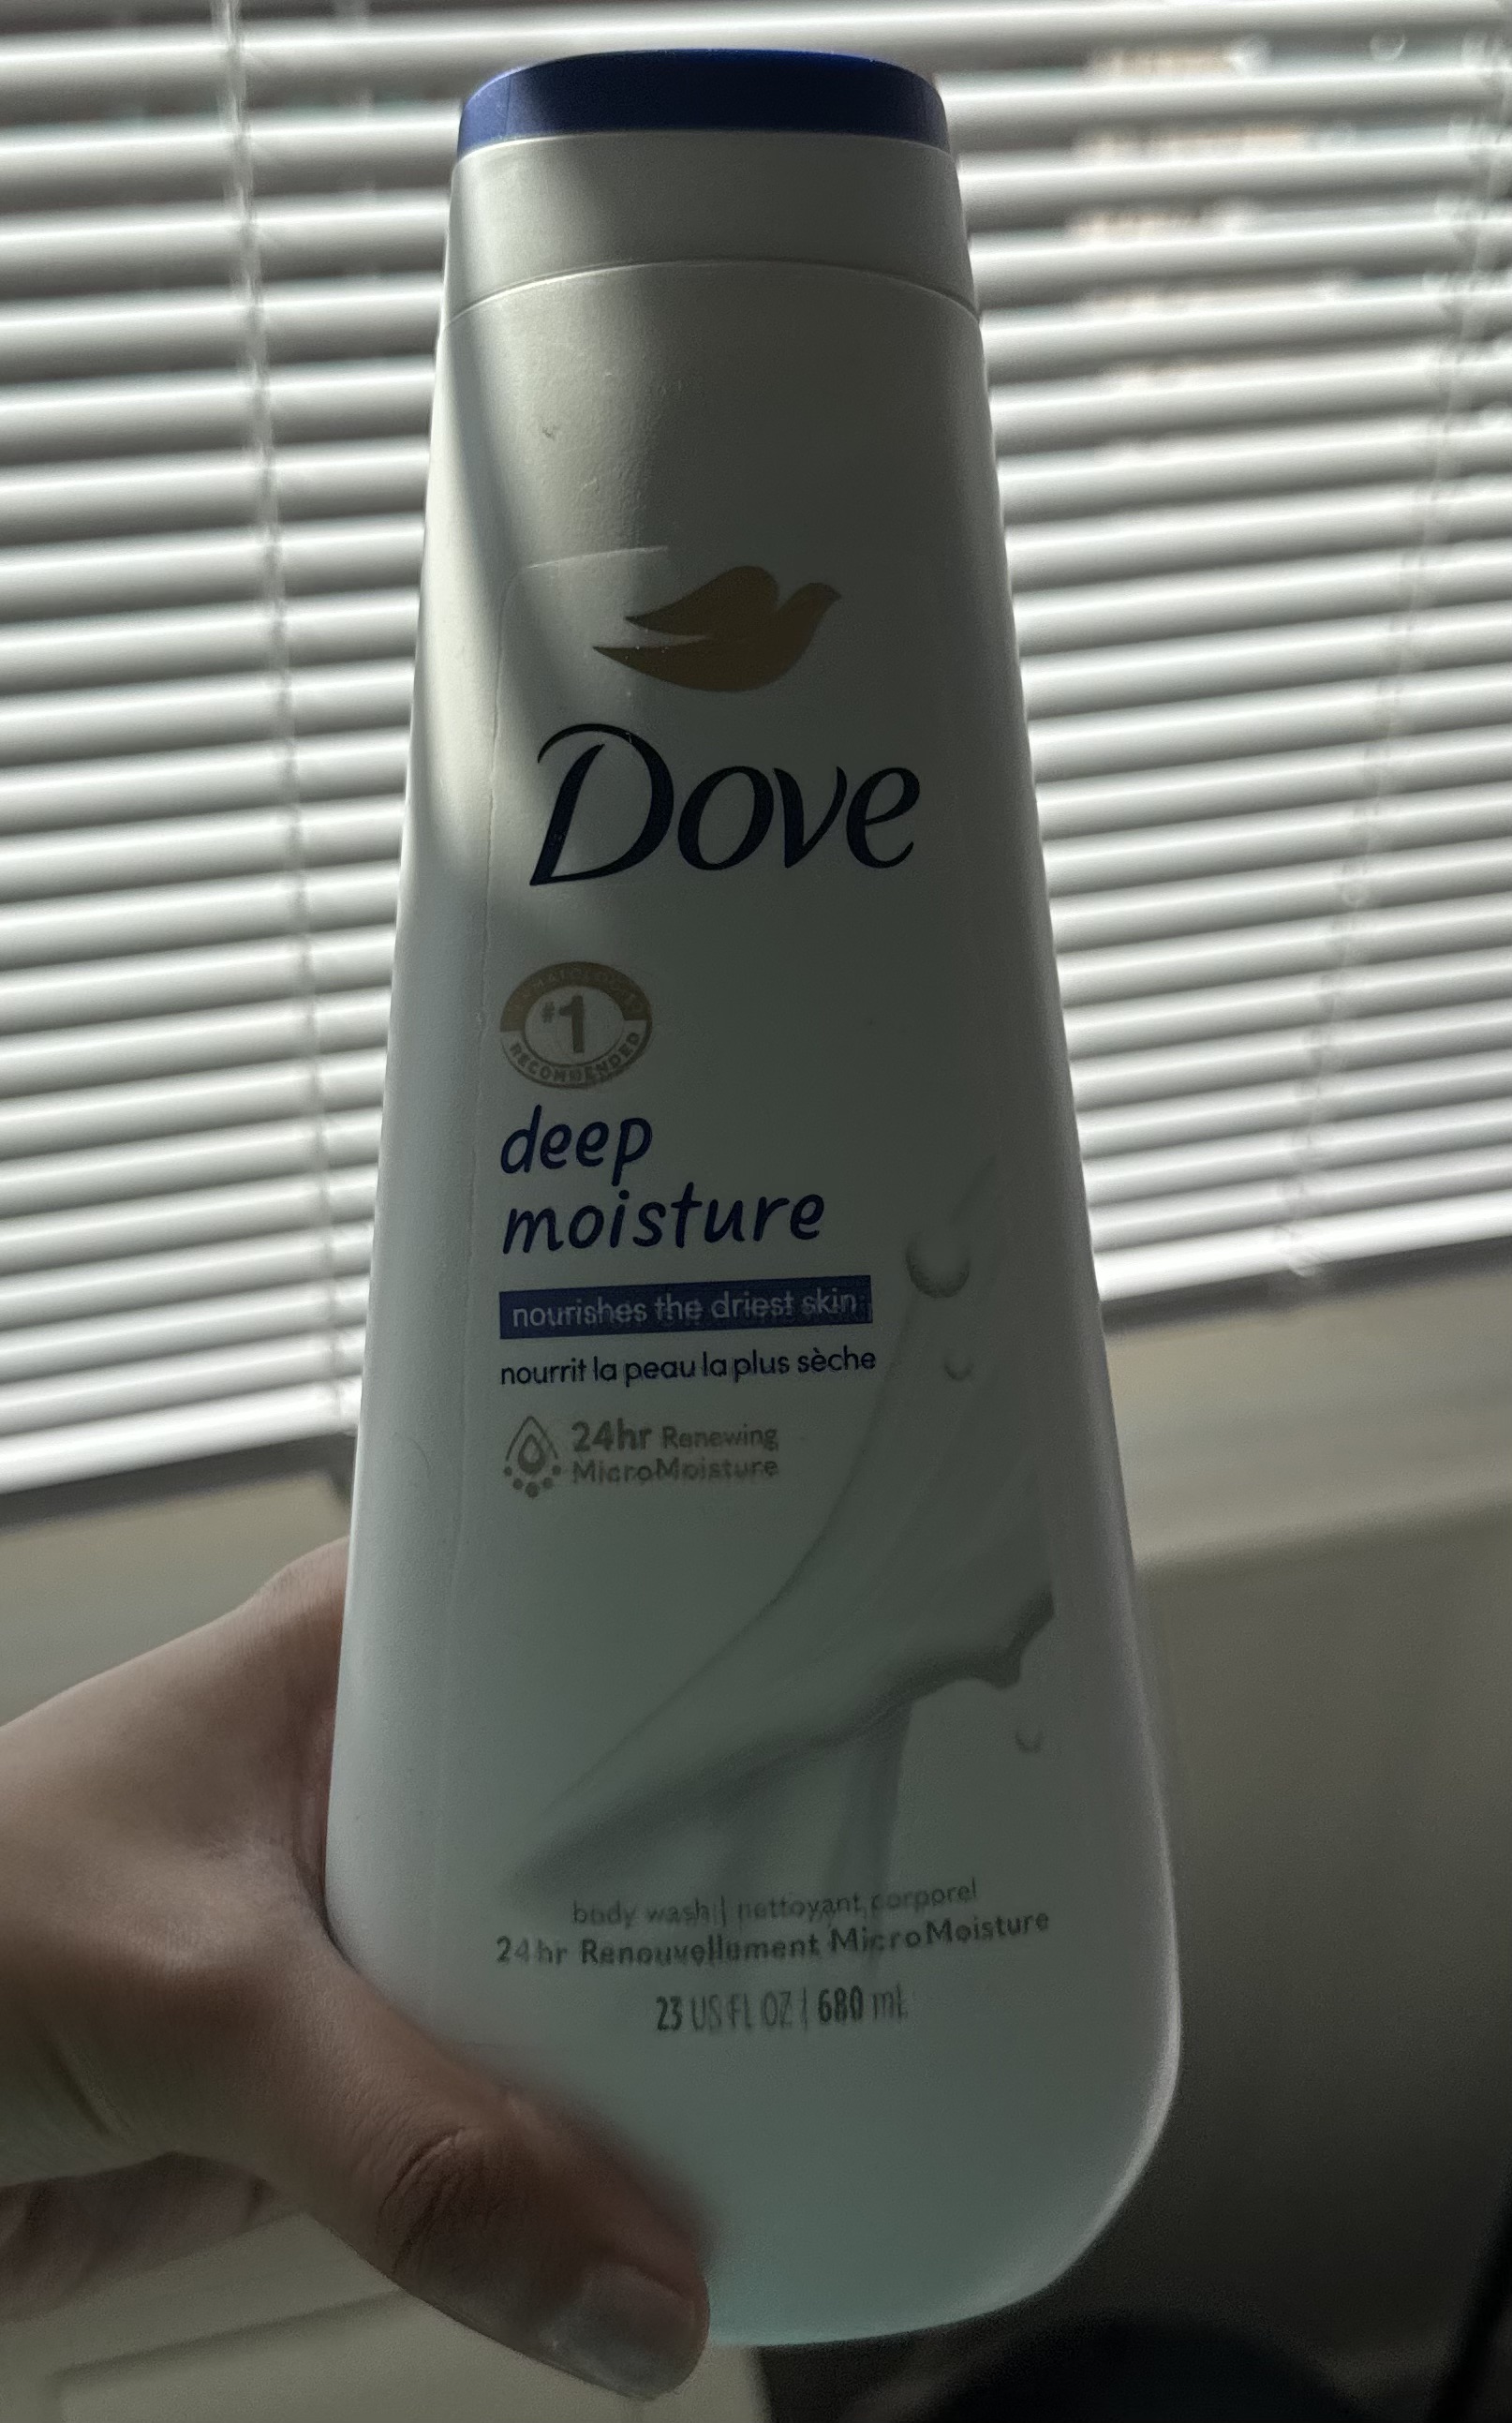 Dove
#1
RECOMMENDED
deep
moisture
nourishes the driest skin
nourrit la peau la plus sèche
24hr Renewing
MicroMoisture
body wash | nettoyant corporel
24hr Renouvellement MicroMoisture
23 US FL OZ | 680 mL